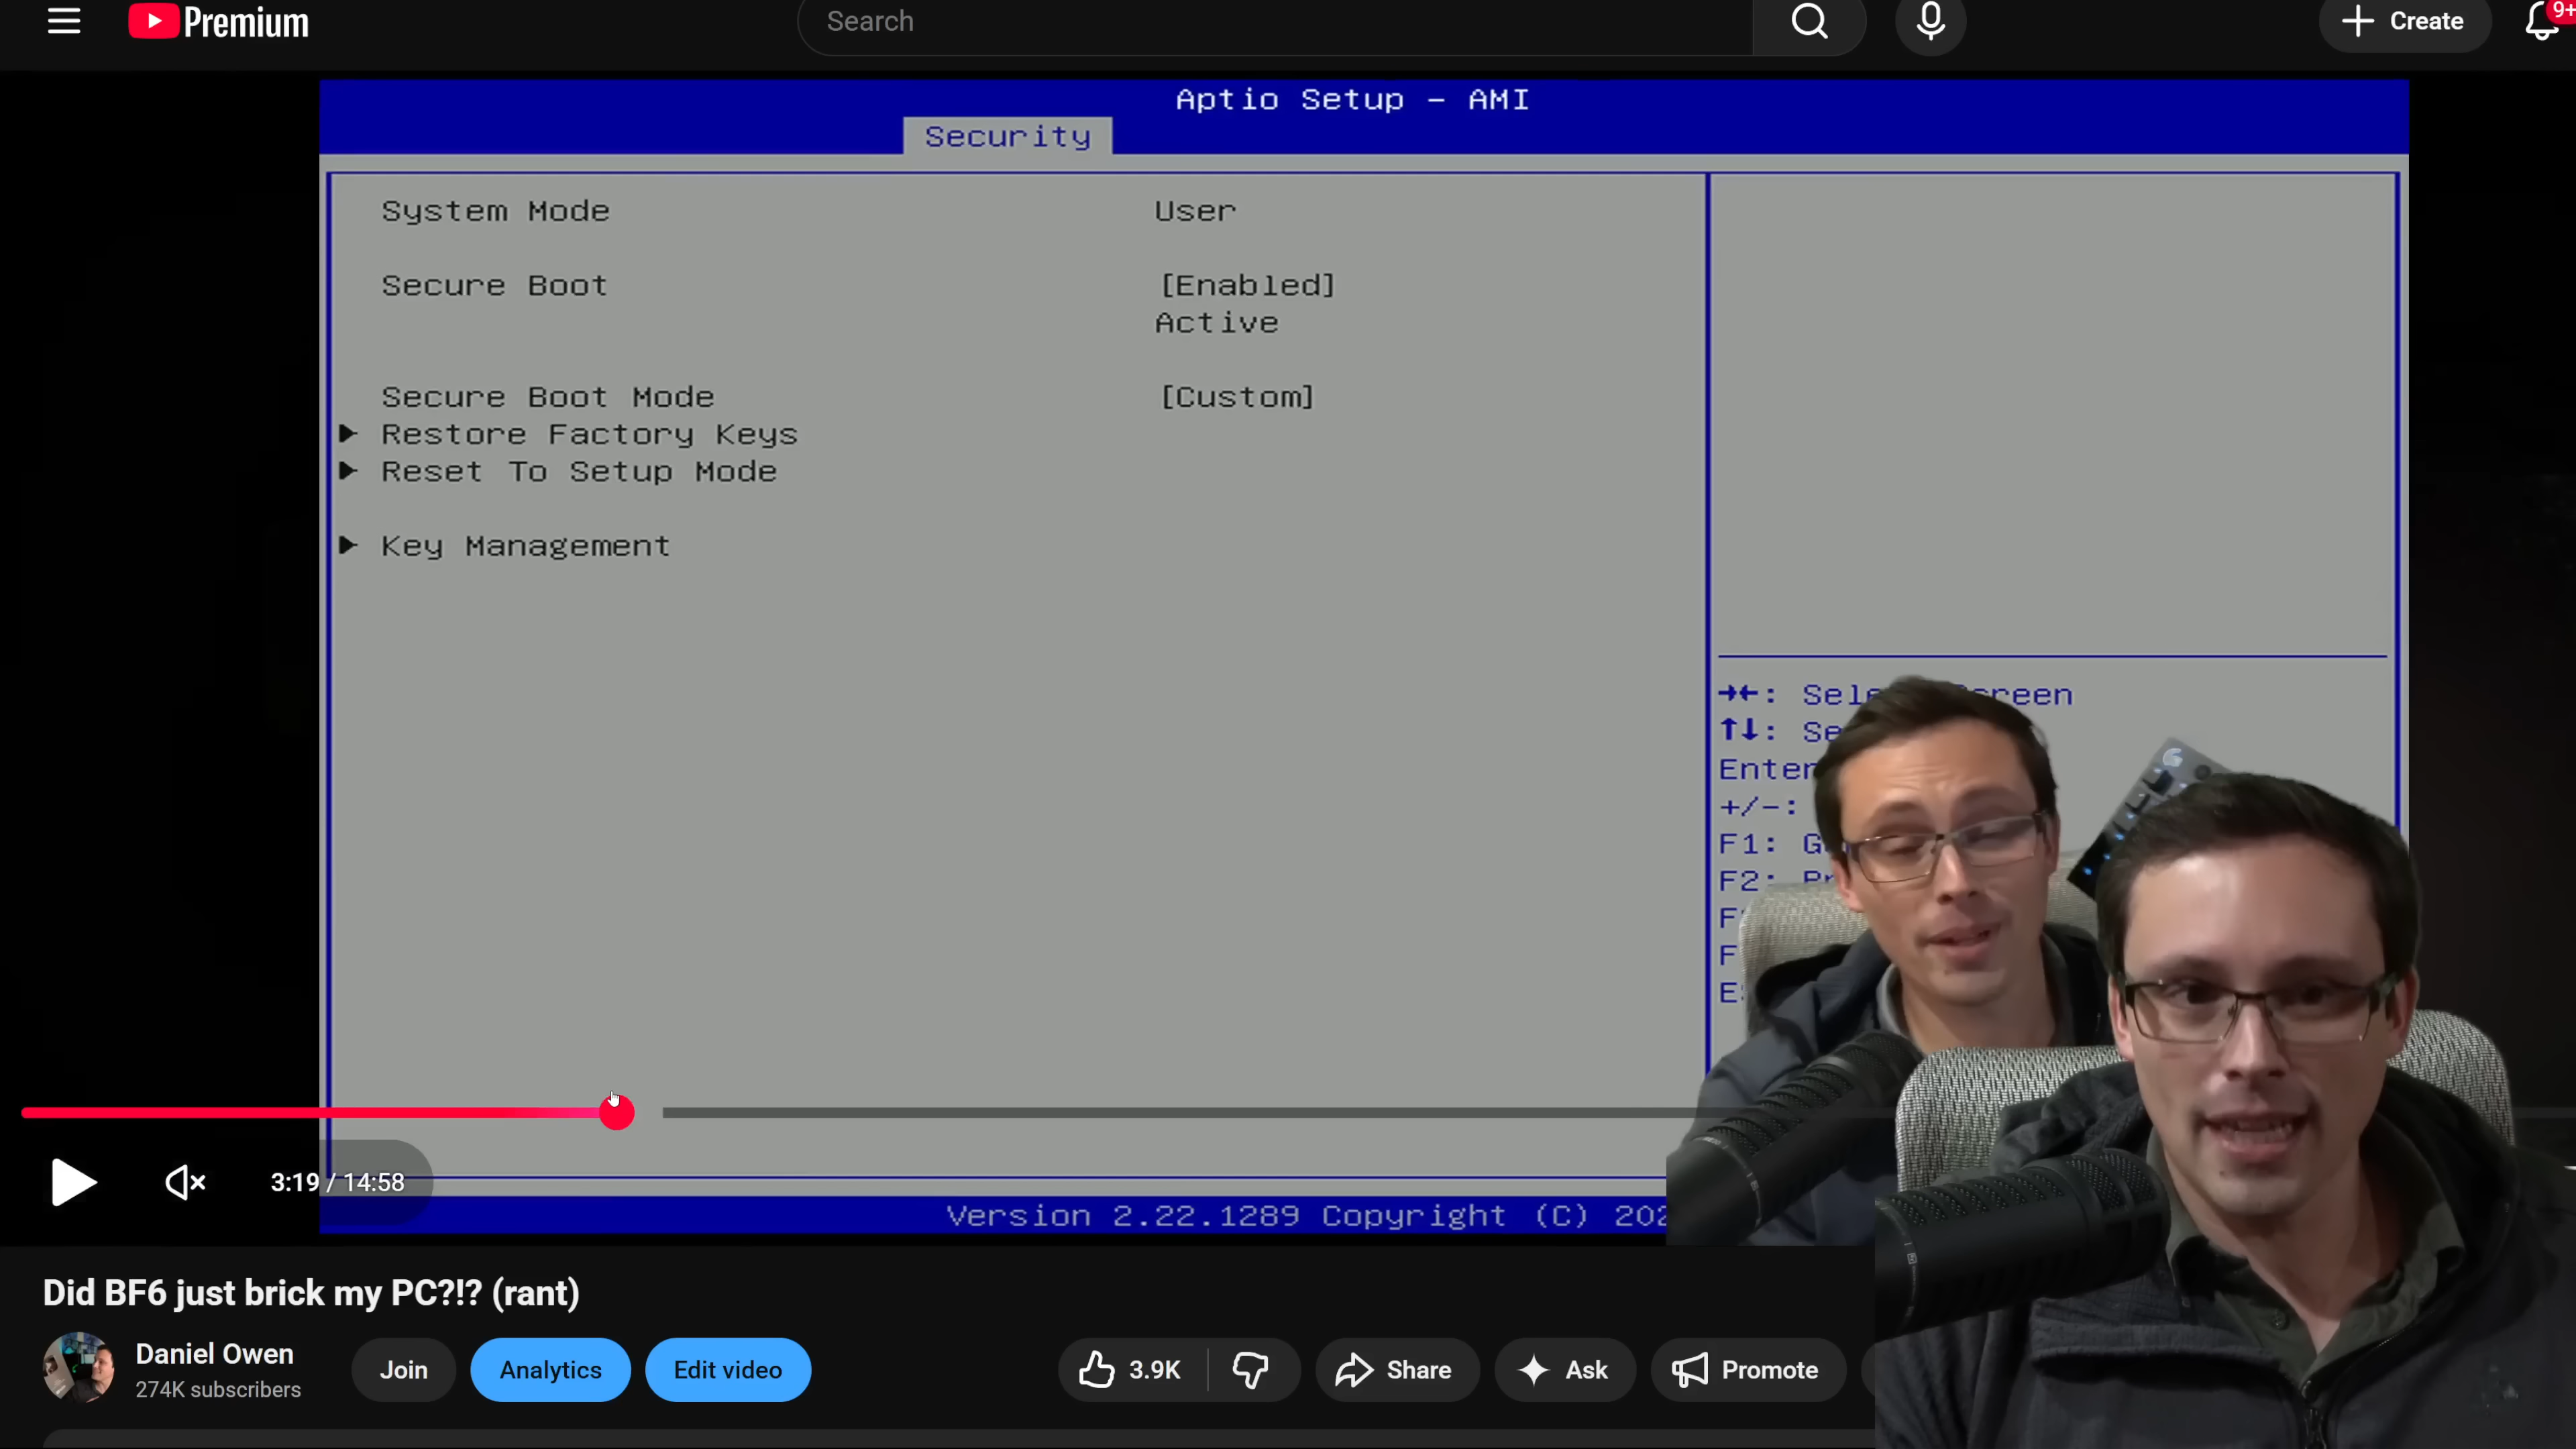 Premium
Search
Create
9+
Aptio Setup - AMI
Security
System Mode User
Secure Boot [Enabled]
Active
Secure Boot Mode [Custom]
Restore Factory Keys
Reset To Setup Mode
Key Management
→←: Select Screen
↑↓:
Enter
+/-:
F1:
F2:
3:19 / 14:58
Version 2.22.1289 Copyright (C)
Did BF6 just brick my PC?!? (rant)
Daniel Owen
274K subscribers
Join
Analytics
Edit video
3.9K
Share
Ask
Promote